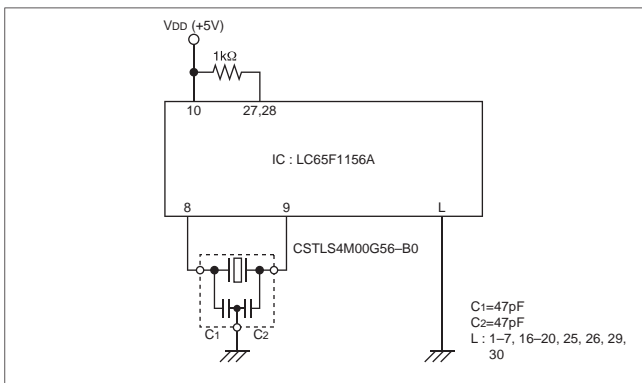 VDD (+5V)
1kΩ
10
27,28
IC : LC65F1156A
8
9
L
CSTLS4M00G56–B0
C1
C2
C1=47pF
C2=47pF
L : 1–7, 16–20, 25, 26, 29,
30